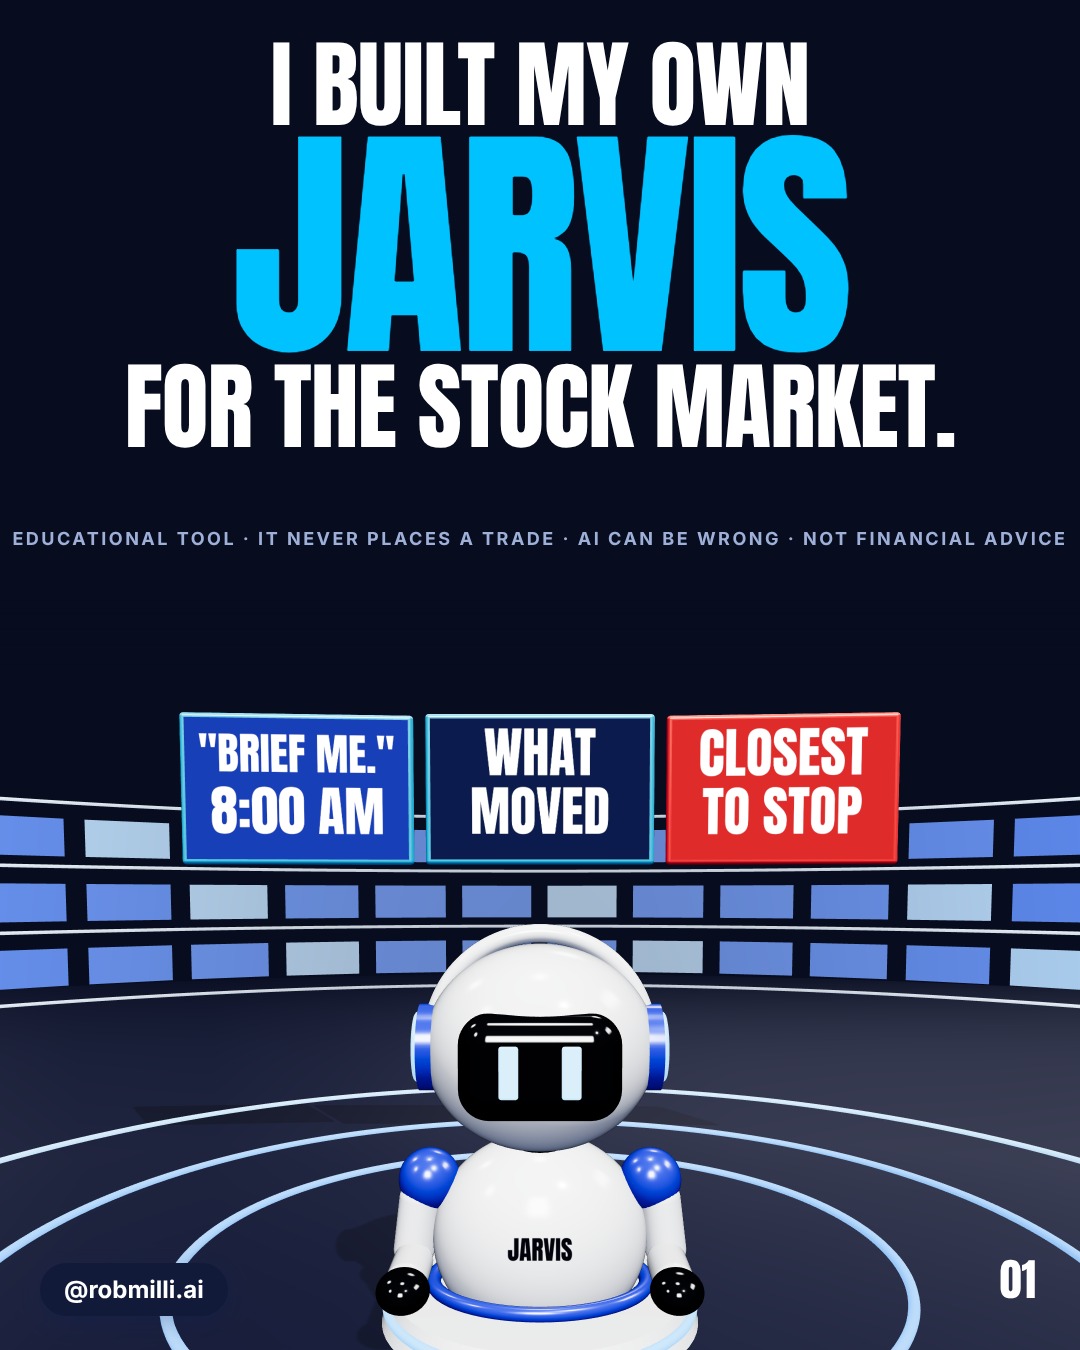 I BUILT MY OWN
JARVIS
FOR THE STOCK MARKET.
EDUCATIONAL TOOL · IT NEVER PLACES A TRADE · AI CAN BE WRONG · NOT FINANCIAL ADVICE
"BRIEF ME."
8:00 AM
WHAT
MOVED
CLOSEST
TO STOP
JARVIS
@robmilli.ai
01